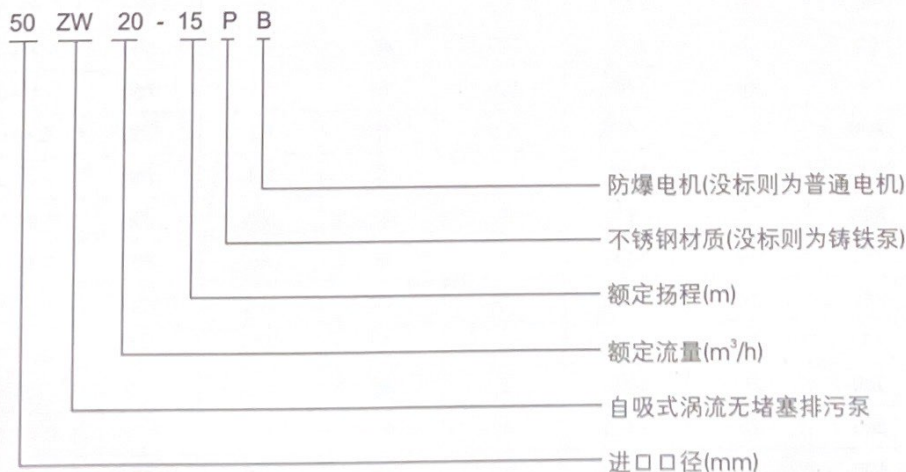 50 ZW 20 - 15 P B
防爆电机(没标则为普通电机)
不锈钢材质(没标则为铸铁泵)
额定扬程(m)
额定流量(m³/h)
自吸式涡流无堵塞排污泵
进口口径(mm)